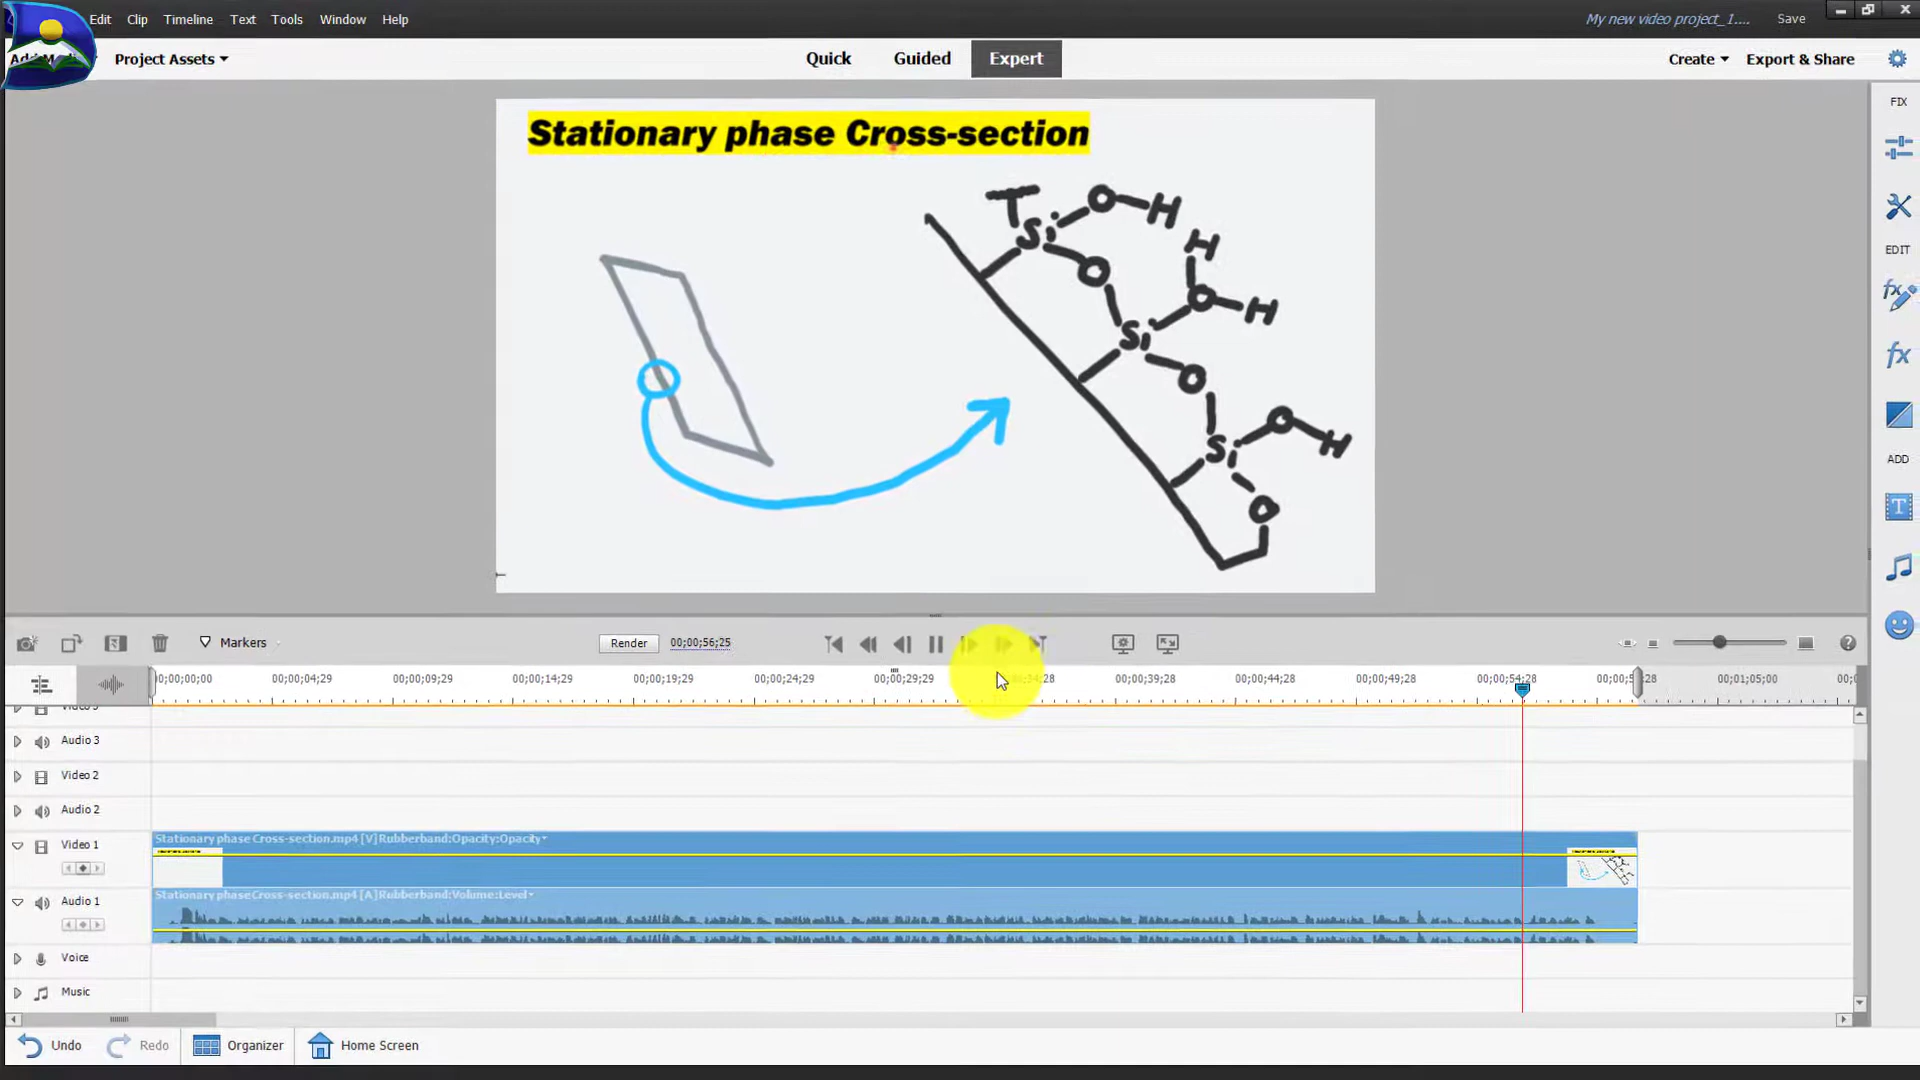 Edit Clip Timeline Text Tools Window Help
My new video project_1.... Save
Project Assets
Quick Guided Expert
Create Export & Share
FIX
EDIT
ADD
Stationary phase Cross-section
Si O H
O
H
Si O H
O
Si O H
O
Markers
Render 00;00;56;25
00;00;04;29 00;00;09;29 00;00;14;29 00;00;19;29 00;00;24;29 00;00;29;29 00;00;39;28 00;00;44;28 00;00;49;28 00;00;54;28 00;01;05;00
Audio 3
Video 2
Audio 2
Video 1
Stationary phase Cross-section.mp4 [V]Rubberband:Opacity:Opacity
Audio 1
Stationary phase Cross-section.mp4 [A]Rubberband:Volume:Level
Voice
Music
Undo Redo Organizer Home Screen